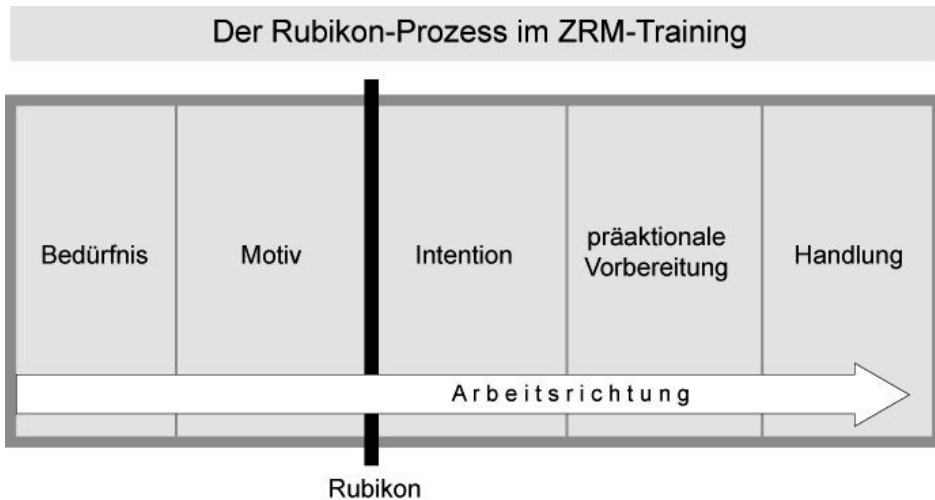 Der Rubikon-Prozess im ZRM-Training
Bedürfnis
Motiv
Intention
präaktionale
Vorbereitung
Handlung
Arbeitsrichtung
Rubikon